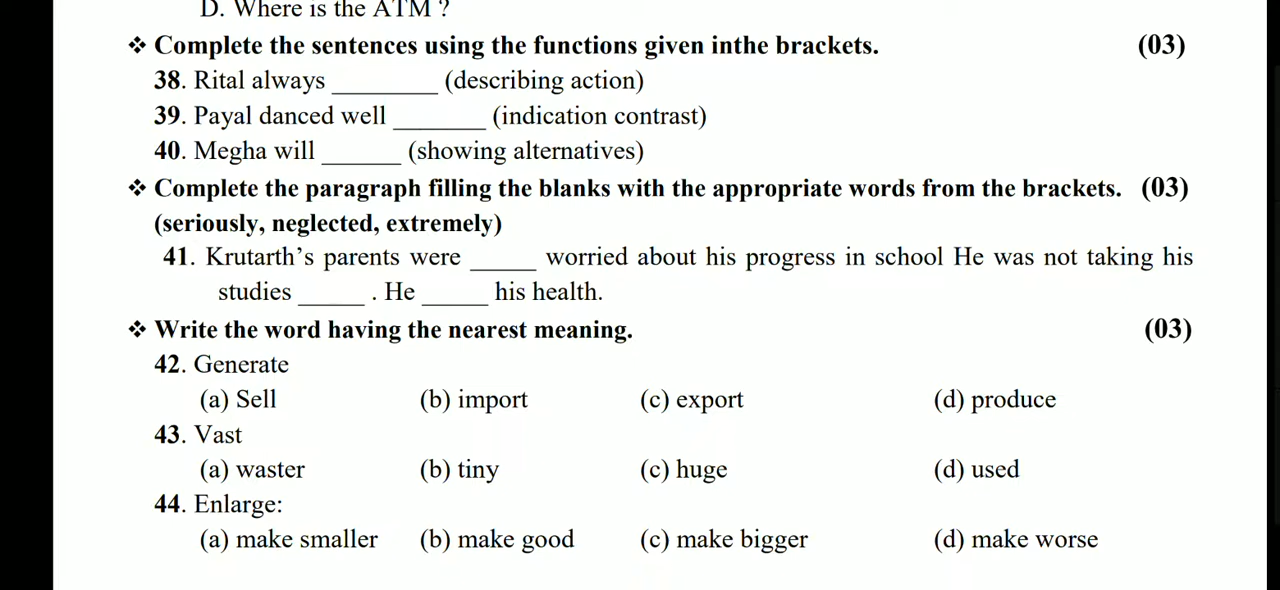 D. Where is the ATM ?
❖ Complete the sentences using the functions given inthe brackets. (03)
38. Rital always ________ (describing action)
39. Payal danced well _______ (indication contrast)
40. Megha will ______ (showing alternatives)
❖ Complete the paragraph filling the blanks with the appropriate words from the brackets. (03)
(seriously, neglected, extremely)
41. Krutarth’s parents were _____ worried about his progress in school He was not taking his
studies _____ . He _____ his health.
❖ Write the word having the nearest meaning. (03)
42. Generate
(a) Sell (b) import (c) export (d) produce
43. Vast
(a) waster (b) tiny (c) huge (d) used
44. Enlarge:
(a) make smaller (b) make good (c) make bigger (d) make worse